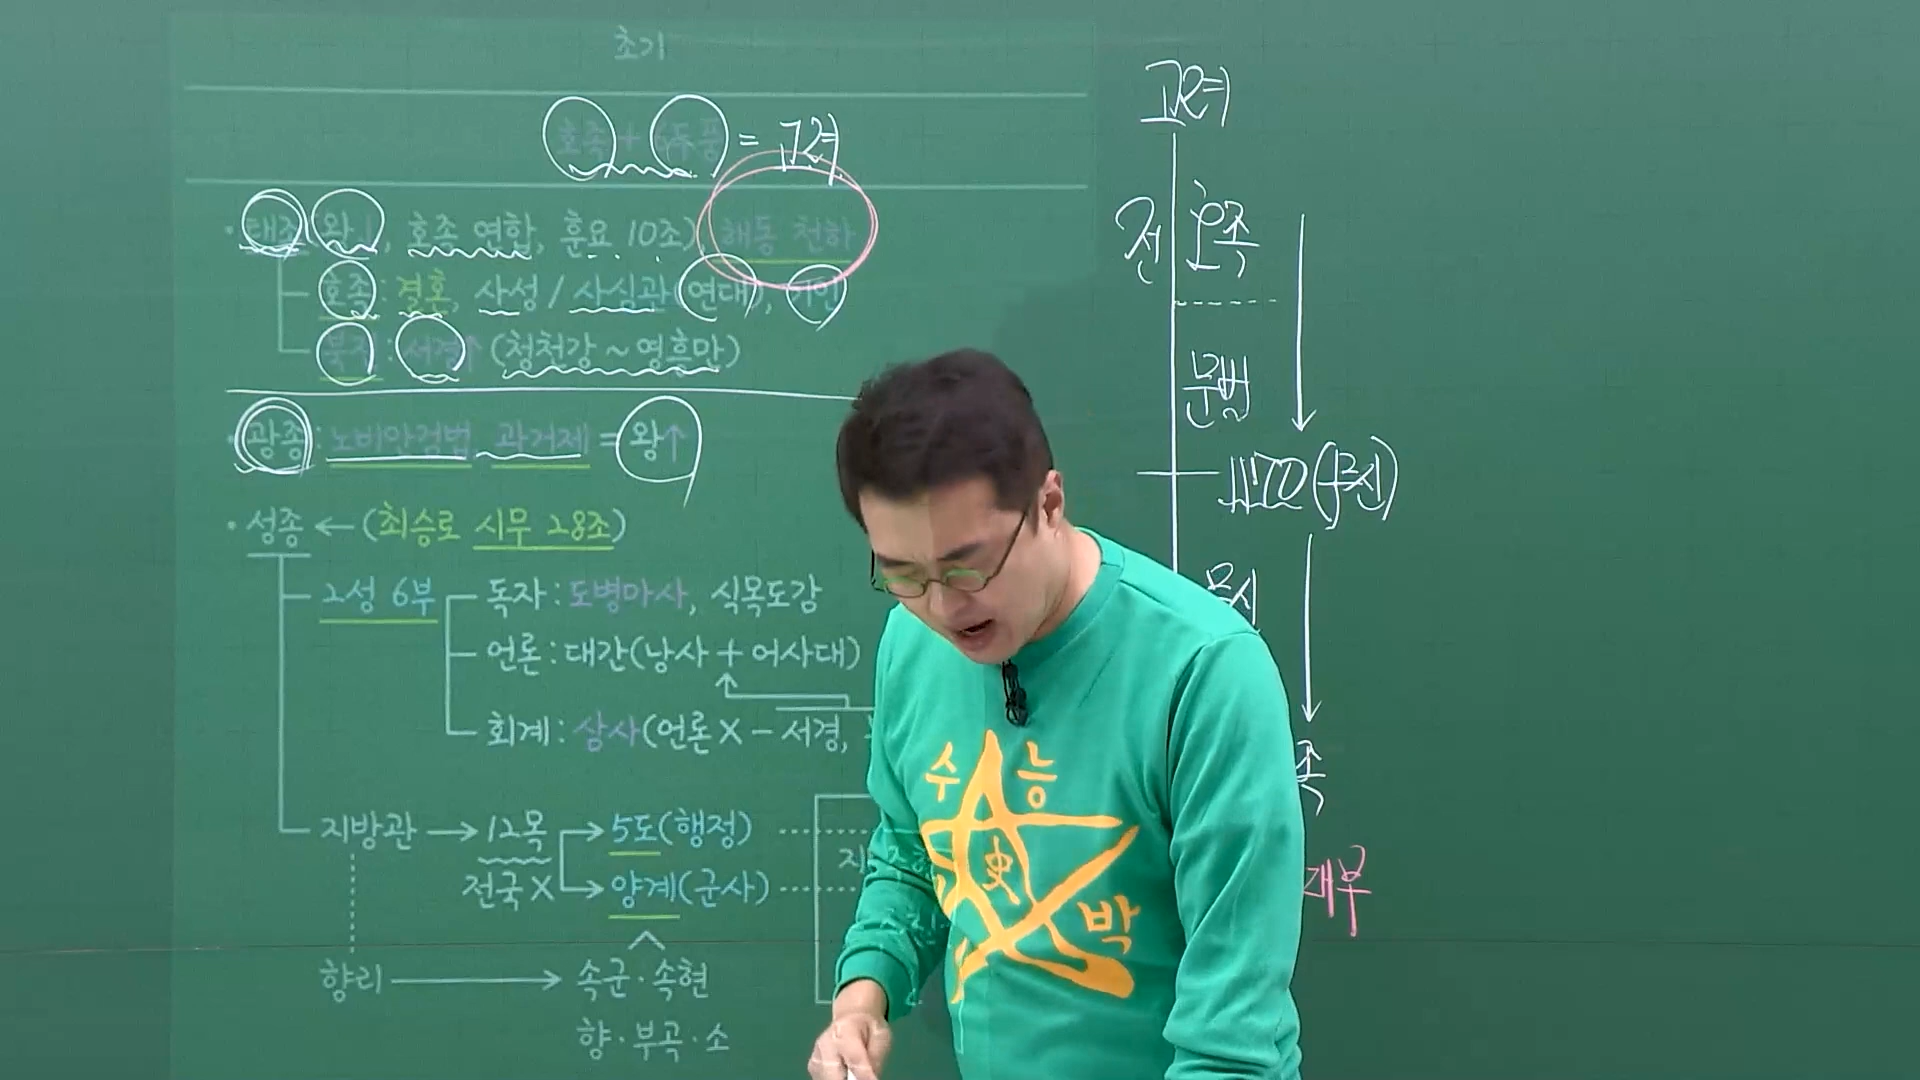 초기
호족 + 6두품 = 고려
· 태조(왕↓, 호족 연합, 훈요 10조), 해동 천하
호족 : 결혼, 사성 / 사심관(연대), 기인
북진 : 서경↑ (청천강 ~ 영흥만)
· 광종 : 노비안검법, 과거제 = 왕↑
· 성종 ← (최승로 시무 28조)
2성 6부
독자 : 도병마사, 식목도감
언론 : 대간(낭사 + 어사대)
회계 : 삼사(언론 X – 서경,
지방관 → 12목 → 5도(행정)
전국 X → 양계(군사)
향리 → 속군 · 속현
향 · 부곡 · 소
고려
전
호족
문벌
1170(무신)
무신
족
수능
史
박